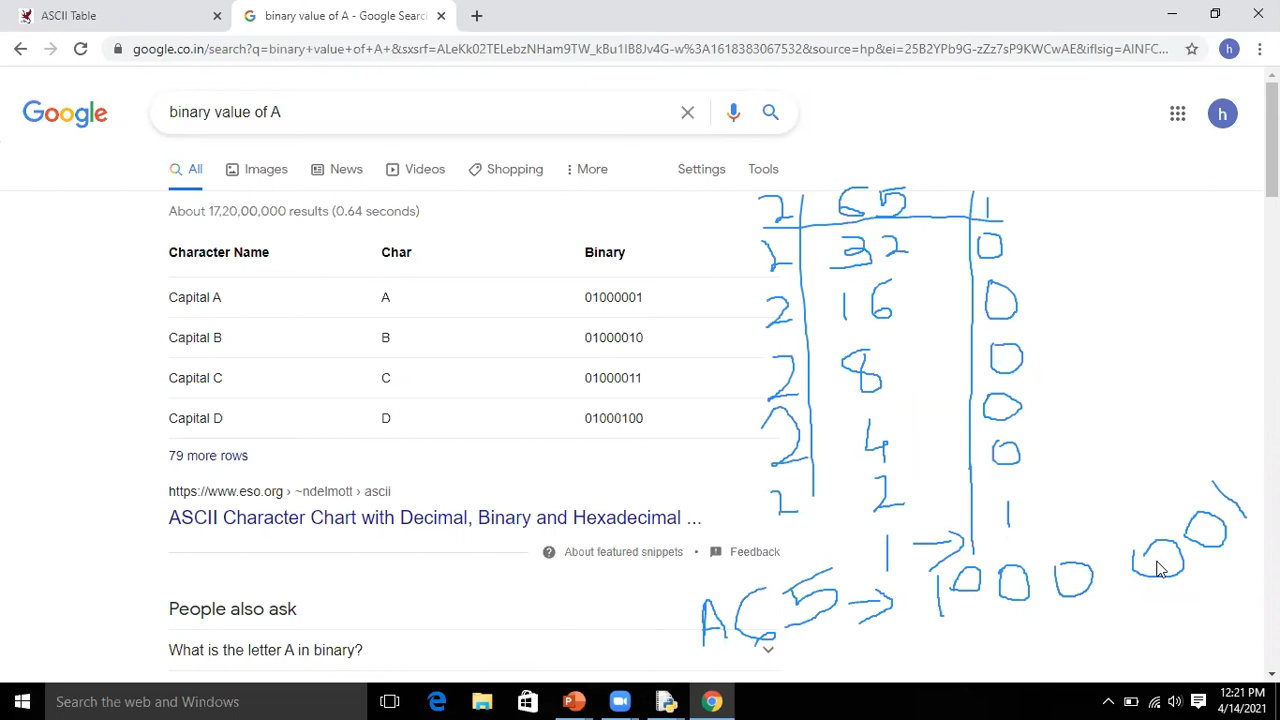 ASCII Table
binary value of A - Google Searc
google.co.in/search?q=binary+value+of+A+&sxsrf=ALeKk02TELebzNHam9TW_kBu1IB8Jv4G-w%3A1618383067532&source=hp&ei=25B2YPb9G-zZz7sP9KWCwAE&iflsig=AINFC...
h
Google
binary value of A
h
All
Images
News
Videos
Shopping
More
Settings
Tools
About 17,20,00,000 results (0.64 seconds)
Character Name Char Binary
Capital A A 01000001
Capital B B 01000010
Capital C C 01000011
Capital D D 01000100
79 more rows
https://www.eso.org › ~ndelmott › ascii
ASCII Character Chart with Decimal, Binary and Hexadecimal ...
About featured snippets
Feedback
People also ask
What is the letter A in binary?
2 65 1
2 32 0
2 16 0
2 8 0
2 4 0
2 2 0
1 → 1
A 65 → 1000001
Search the web and Windows
12:21 PM
4/14/2021